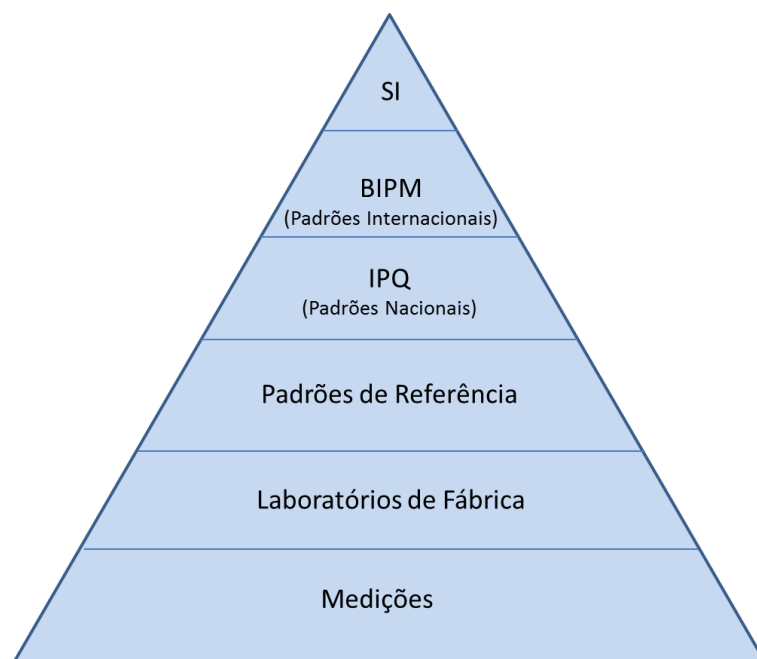 SI
BIPM
(Padrões Internacionais)
IPQ
(Padrões Nacionais)
Padrões de Referência
Laboratórios de Fábrica
Medições